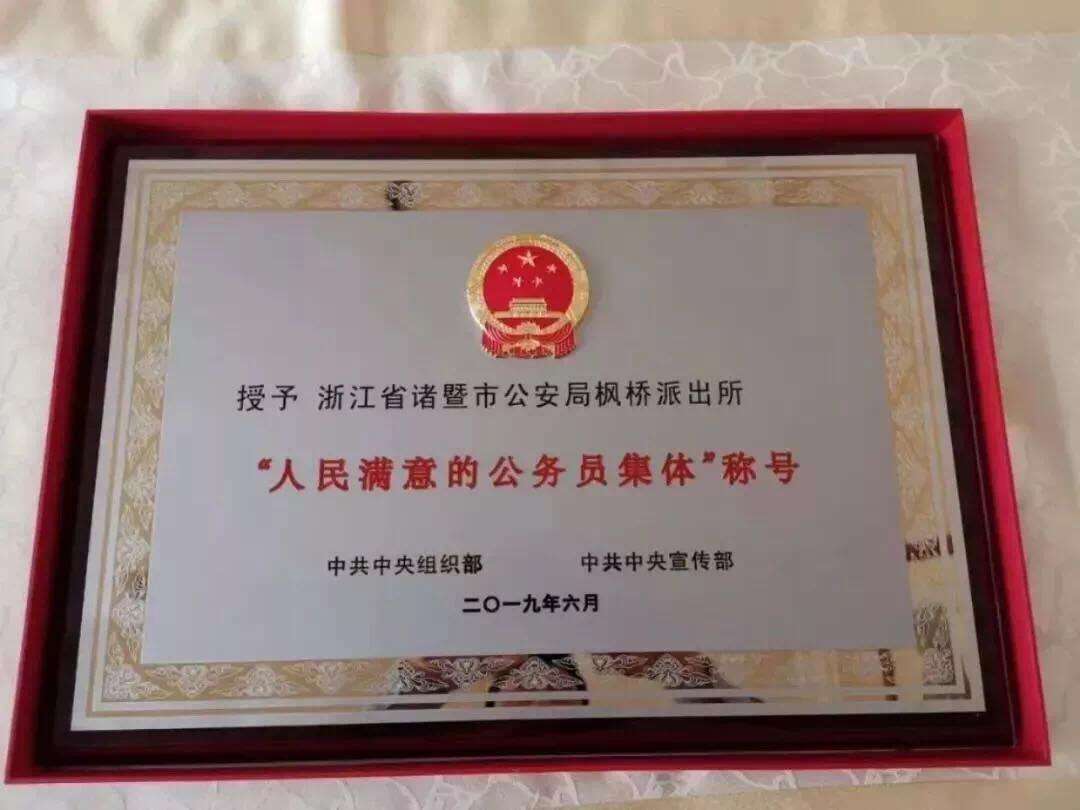 授予 浙江省诸暨市公安局枫桥派出所
“人民满意的公务员集体”称号
中共中央组织部 中共中央宣传部
二〇一九年六月